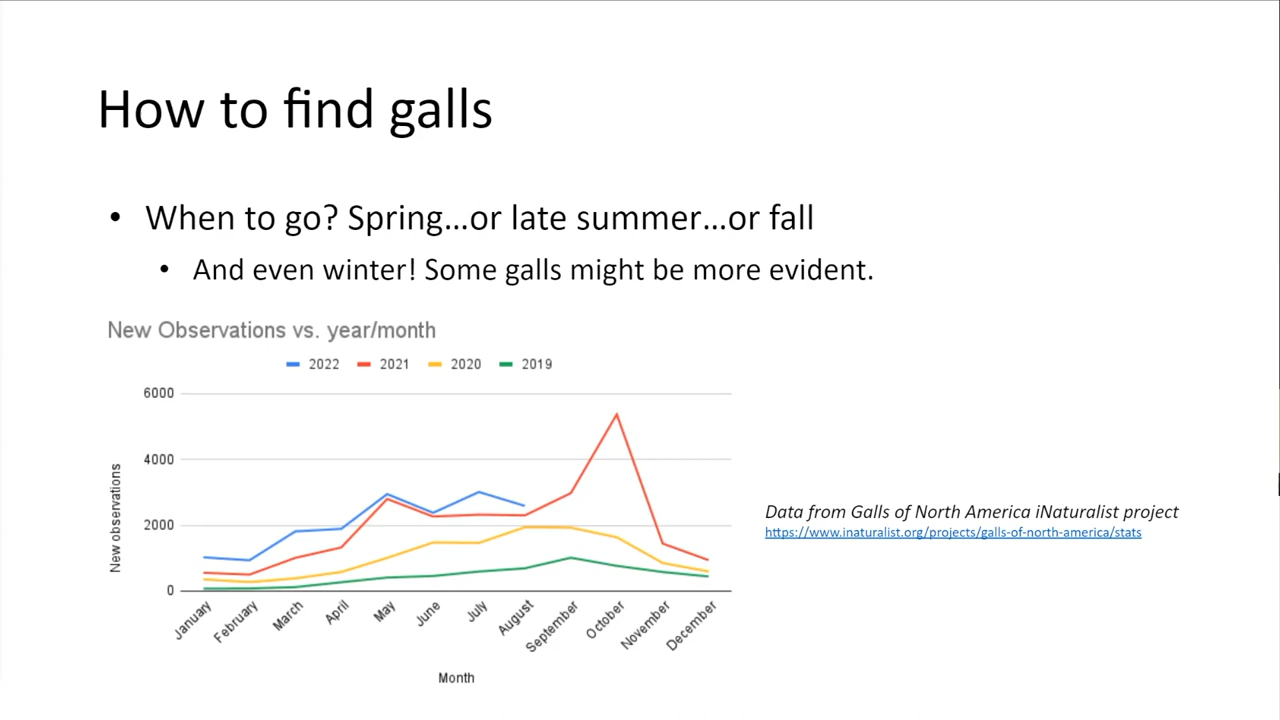 How to find galls
• When to go? Spring...or late summer...or fall
• And even winter! Some galls might be more evident.
New Observations vs. year/month
2022 2021 2020 2019
6000
4000
2000
0
New observations
January February March April May June July August September October November December
Month
Data from Galls of North America iNaturalist project
https://www.inaturalist.org/projects/galls-of-north-america/stats